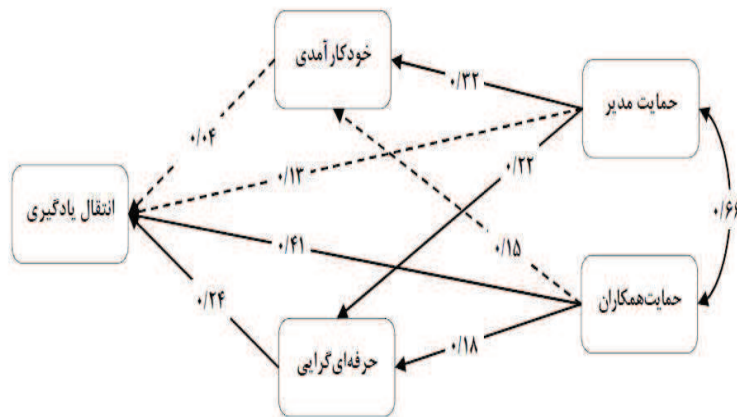 خودکارآمدی
حمایت مدیر
۰/۳۲
۰/۰۴
۰/۱۳
۰/۲۲
انتقال یادگیری
۰/۶۶
۰/۴۱
۰/۱۵
حمایت‌همکاران
۰/۲۴
۰/۱۸
حرفه‌ای‌گرایی